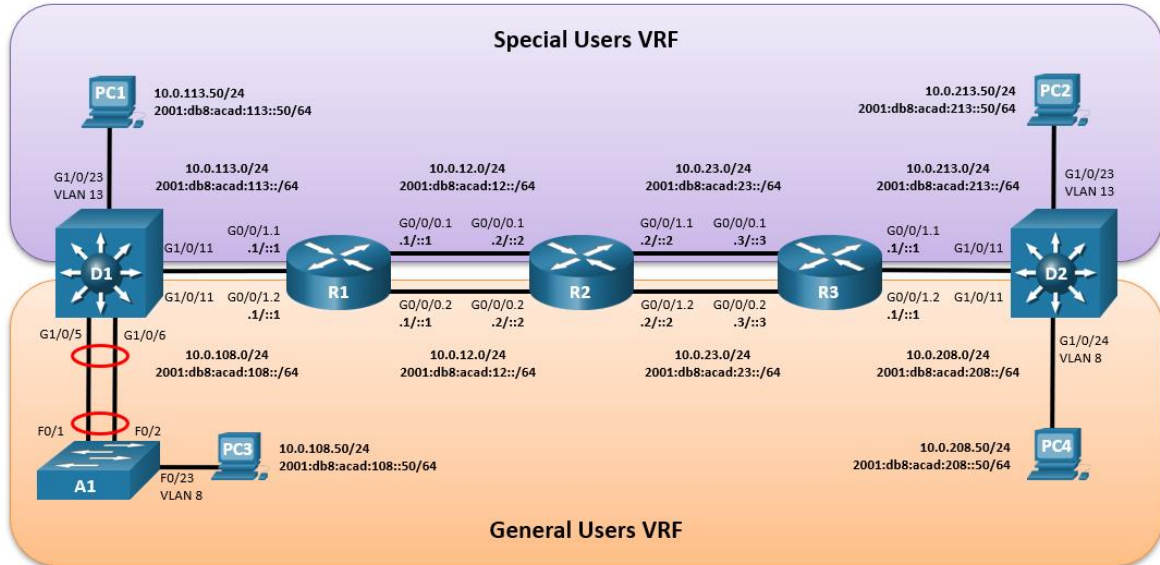 Special Users VRF
PC1
10.0.113.50/24
2001:db8:acad:113::50/64
PC2
10.0.213.50/24
2001:db8:acad:213::50/64
G1/0/23
VLAN 13
10.0.113.0/24
2001:db8:acad:113::/64
10.0.12.0/24
2001:db8:acad:12::/64
10.0.23.0/24
2001:db8:acad:23::/64
10.0.213.0/24
2001:db8:acad:213::/64
G1/0/23
VLAN 13
D1
G1/0/11
G0/0/1.1
.1/::1
R1
G0/0/0.1
.1/::1
G0/0/0.1
.2/::2
R2
G0/0/1.1
.2/::2
G0/0/0.1
.3/::3
R3
G0/0/1.1
.1/::1
G1/0/11
D2
G1/0/11
G0/0/1.2
.1/::1
G0/0/0.2
.1/::1
G0/0/0.2
.2/::2
G0/0/1.2
.2/::2
G0/0/0.2
.3/::3
G0/0/1.2
.1/::1
G1/0/11
G1/0/5
G1/0/6
10.0.108.0/24
2001:db8:acad:108::/64
10.0.12.0/24
2001:db8:acad:12::/64
10.0.23.0/24
2001:db8:acad:23::/64
10.0.208.0/24
2001:db8:acad:208::/64
G1/0/24
VLAN 8
F0/1
F0/2
A1
F0/23
VLAN 8
PC3
10.0.108.50/24
2001:db8:acad:108::50/64
10.0.208.50/24
2001:db8:acad:208::50/64
PC4
General Users VRF